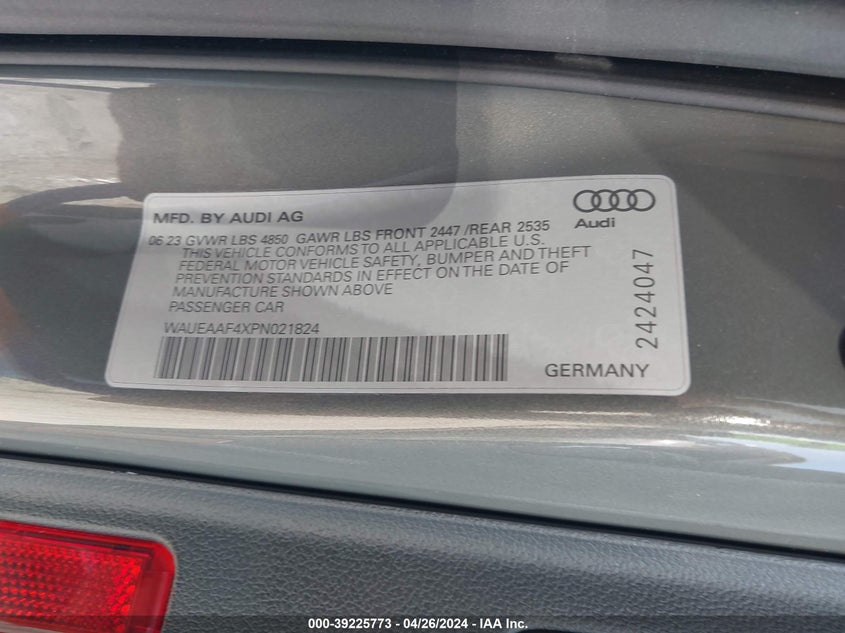 MFD. BY AUDI AG
Audi
06 23 GVWR LBS 4850 GAWR LBS FRONT 2447 /REAR 2535
THIS VEHICLE CONFORMS TO ALL APPLICABLE U.S.
FEDERAL MOTOR VEHICLE SAFETY, BUMPER AND THEFT
PREVENTION STANDARDS IN EFFECT ON THE DATE OF
MANUFACTURE SHOWN ABOVE
PASSENGER CAR
WAUEAAF4XPN021824
2424047
GERMANY
000-39225773 - 04/26/2024 - IAA Inc.